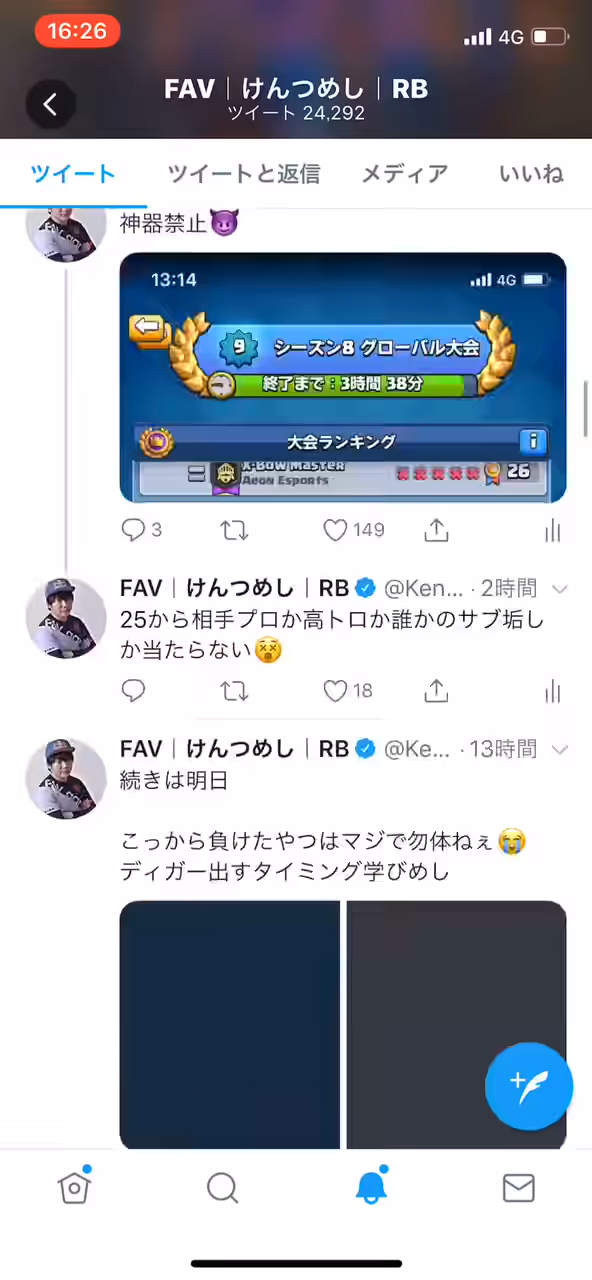 16:26
4G
FAV｜けんつめし｜RB
ツイート 24,292
ツイート ツイートと返信 メディア いいね
神器禁止😈
13:14
4G
9 シーズン8 グローバル大会
終了まで：3時間 38分
大会ランキング
i
X-Bow Master
Aeon Esports
26
3 149
FAV｜けんつめし｜RB @Ken... · 2時間
25から相手プロか高トロか誰かのサブ垢し
か当たらない😵
18
FAV｜けんつめし｜RB @Ke... · 13時間
続きは明日
こっから負けたやつはマジで勿体ねぇ😭
ディガー出すタイミング学びめし